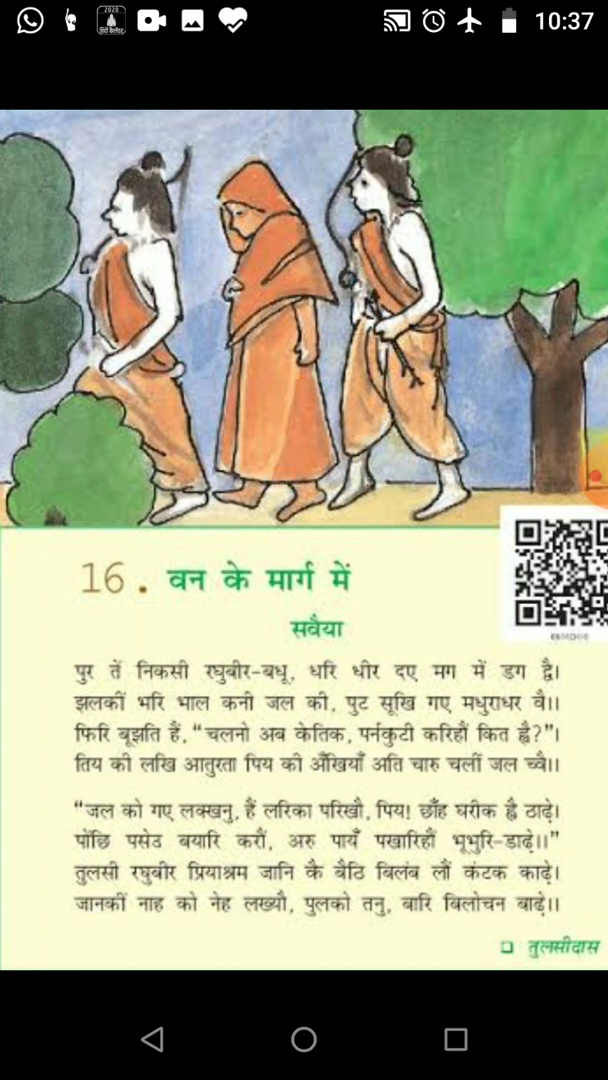 10:37
16. वन के मार्ग में
सवैया
पुर तें निकसी रघुबीर-बधू, धरि धीर दए मग में डग द्वै।
झलकीं भरि भाल कनी जल की, पुट सूखि गए मधुराधर वै।।
फिरि बूझति हैं, “चलनो अब केतिक, पर्नकुटी करिहौं कित ह्वै?”।
तिय की लखि आतुरता पिय की अँखियाँ अति चारु चलीं जल च्वै।।
“जल को गए लक्खनु, हैं लरिका परिखौ, पिय! छाँह घरीक ह्वै ठाढ़े।
पोंछि पसेउ बयारि करौं, अरु पायँ पखारिहौं भूभुरि-डाढ़े।।”
तुलसी रघुबीर प्रियाश्रम जानि कै बैठि बिलंब लौं कंटक काढ़े।
जानकीं नाह को नेह लख्यौ, पुलको तनु, बारि बिलोचन बाढ़े।।
❑ तुलसीदास